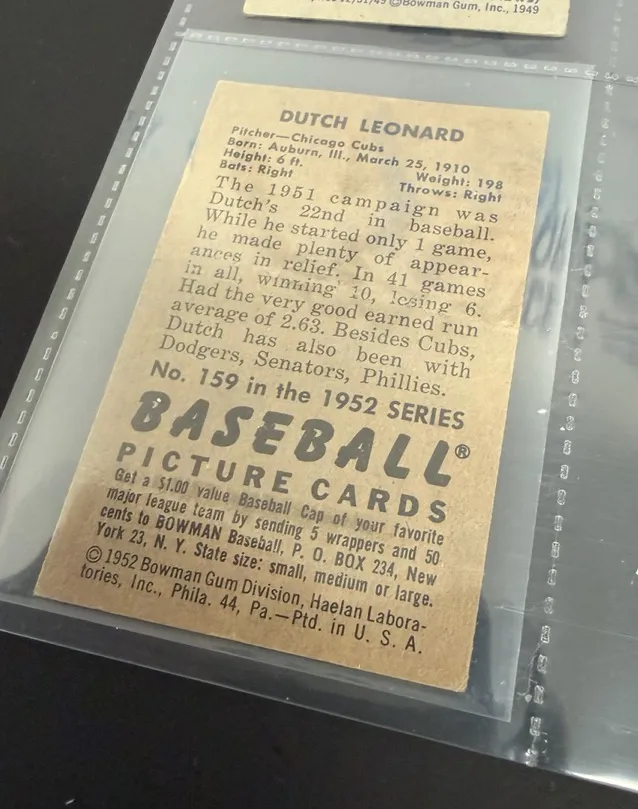 ©Bowman Gum, Inc., 1949
DUTCH LEONARD
Pitcher—Chicago Cubs
Born: Auburn, Ill., March 25, 1910
Height: 6 ft. Weight: 198
Bats: Right Throws: Right
The 1951 campaign was
Dutch's 22nd in baseball.
While he started only 1 game,
he made plenty of appear-
ances in relief. In 41 games
in all, winning 10, losing 6.
Had the very good earned run
average of 2.63. Besides Cubs,
Dutch has also been with
Dodgers, Senators, Phillies.
No. 159 in the 1952 SERIES
BASEBALL®
PICTURE CARDS
Get a $1.00 value Baseball Cap of your favorite
major league team by sending 5 wrappers and 50
cents to BOWMAN Baseball, P. O. BOX 234, New
York 23, N. Y. State size: small, medium or large.
©1952 Bowman Gum Division, Haelan Labora-
tories, Inc., Phila. 44, Pa.—Ptd. in U. S. A.